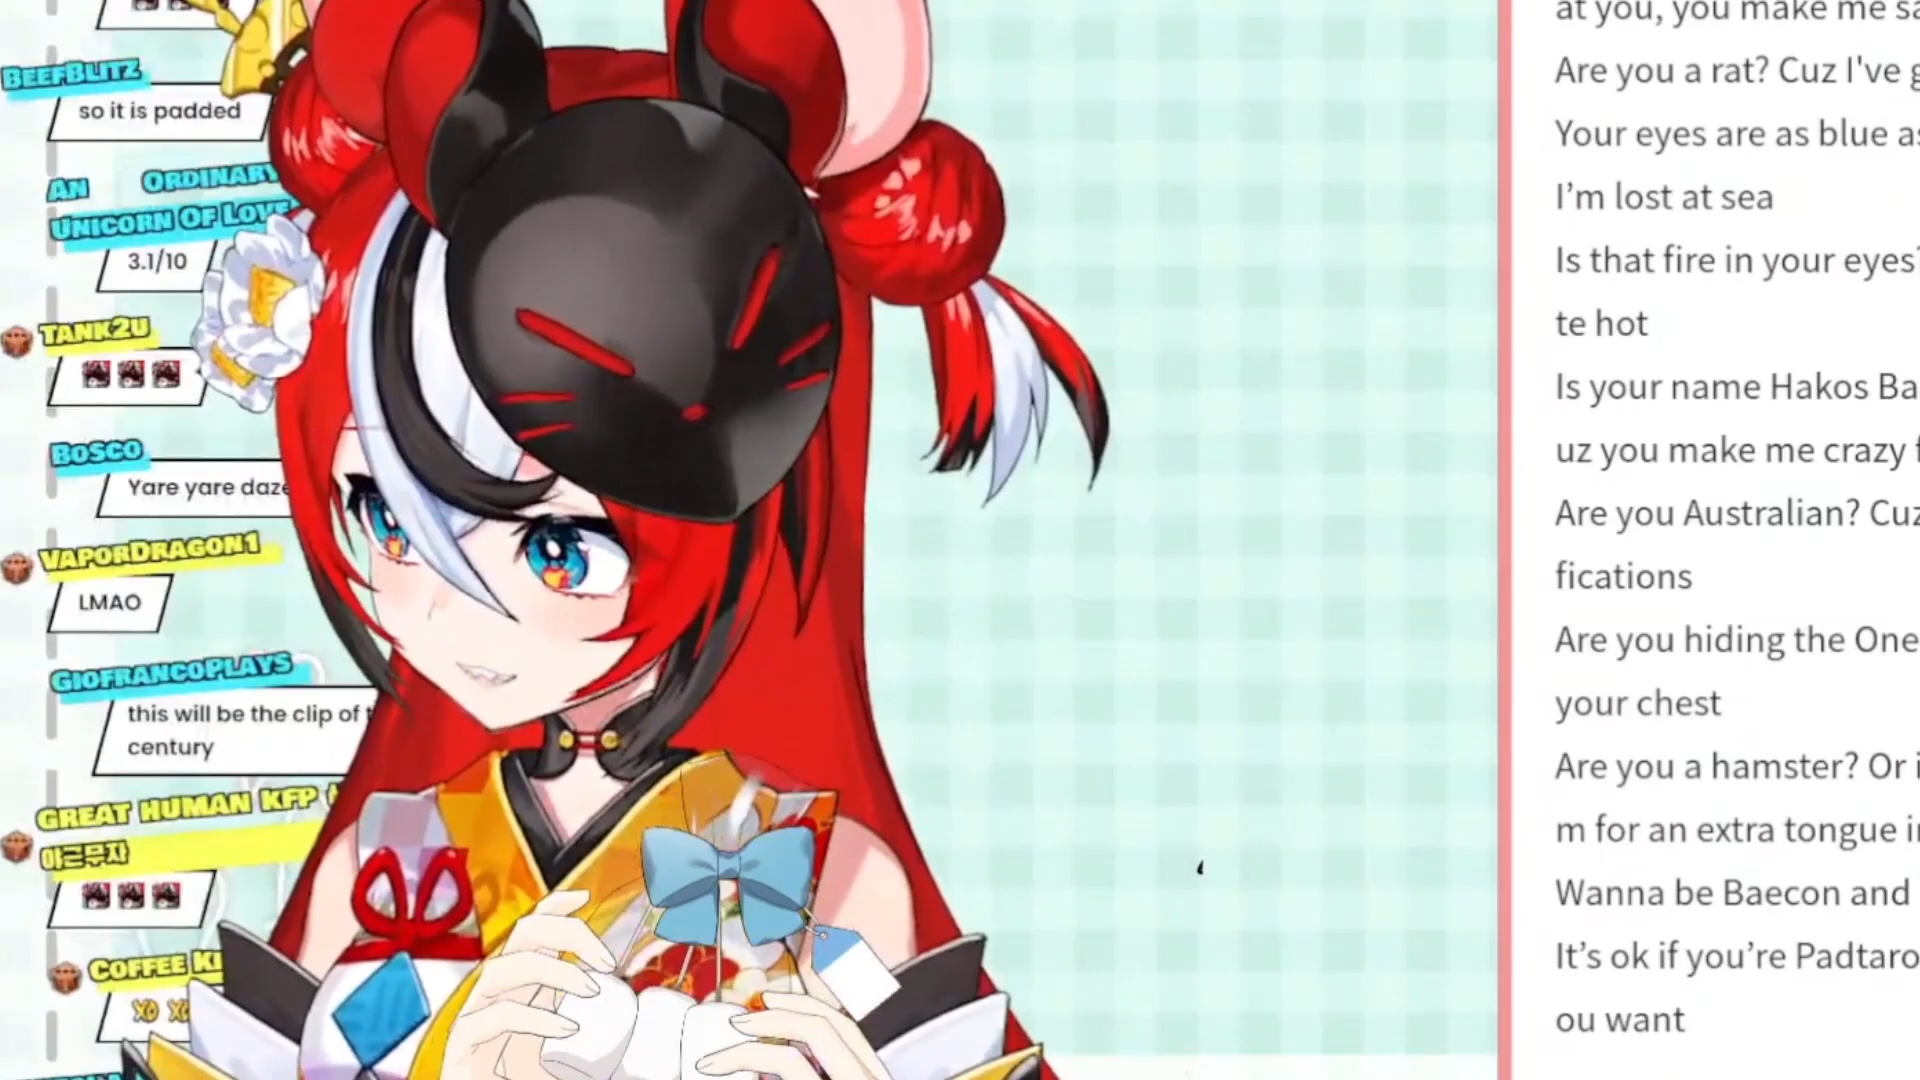 BEEFBLITZ
so it is padded
AN ORDINARY
UNICORN OF LOVE
3.1/10
TANK2U
BOSCO
Yare yare daze
VAPORDRAGON1
LMAO
GIOFRANCOPLAYS
this will be the clip of
century
GREAT HUMAN KFP
야근무자
COFFEE
at you, you make me
Are you a rat? Cuz I've
Your eyes are as blue as
I'm lost at sea
Is that fire in your eyes?
te hot
Is your name Hakos Ba
uz you make me crazy
Are you Australian? Cuz
fications
Are you hiding the One
your chest
Are you a hamster? Or
m for an extra tongue
Wanna be Baecon and
It's ok if you're Padtaro
ou want